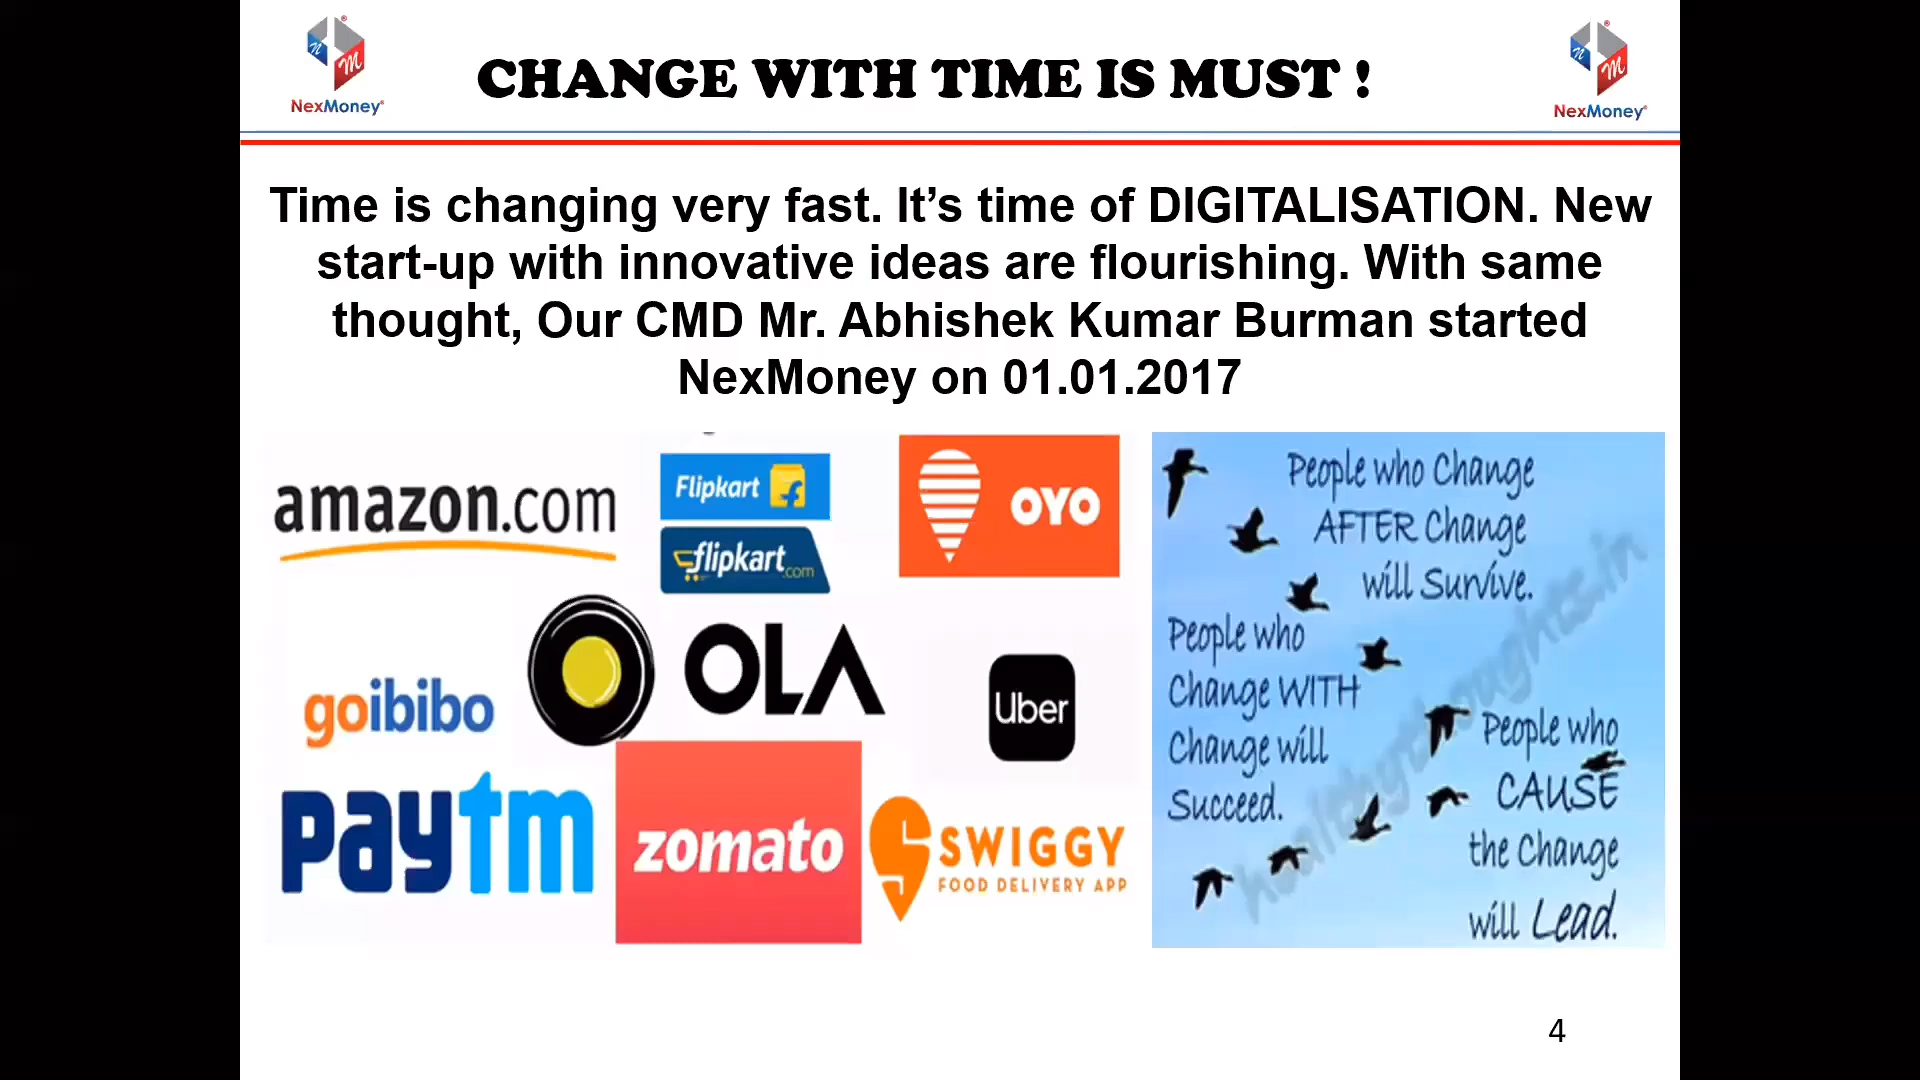 NexMoney
CHANGE WITH TIME IS MUST !
NexMoney
Time is changing very fast. It’s time of DIGITALISATION. New
start-up with innovative ideas are flourishing. With same
thought, Our CMD Mr. Abhishek Kumar Burman started
NexMoney on 01.01.2017
amazon.com
Flipkart
flipkart.com
OYO
goibibo
OLA
Uber
paytm
zomato
SWIGGY
FOOD DELIVERY APP
People who Change
AFTER Change
will Survive.
People who
Change WITH
Change will
Succeed.
People who
CAUSE
the Change
will Lead.
healthythoughts.in
4